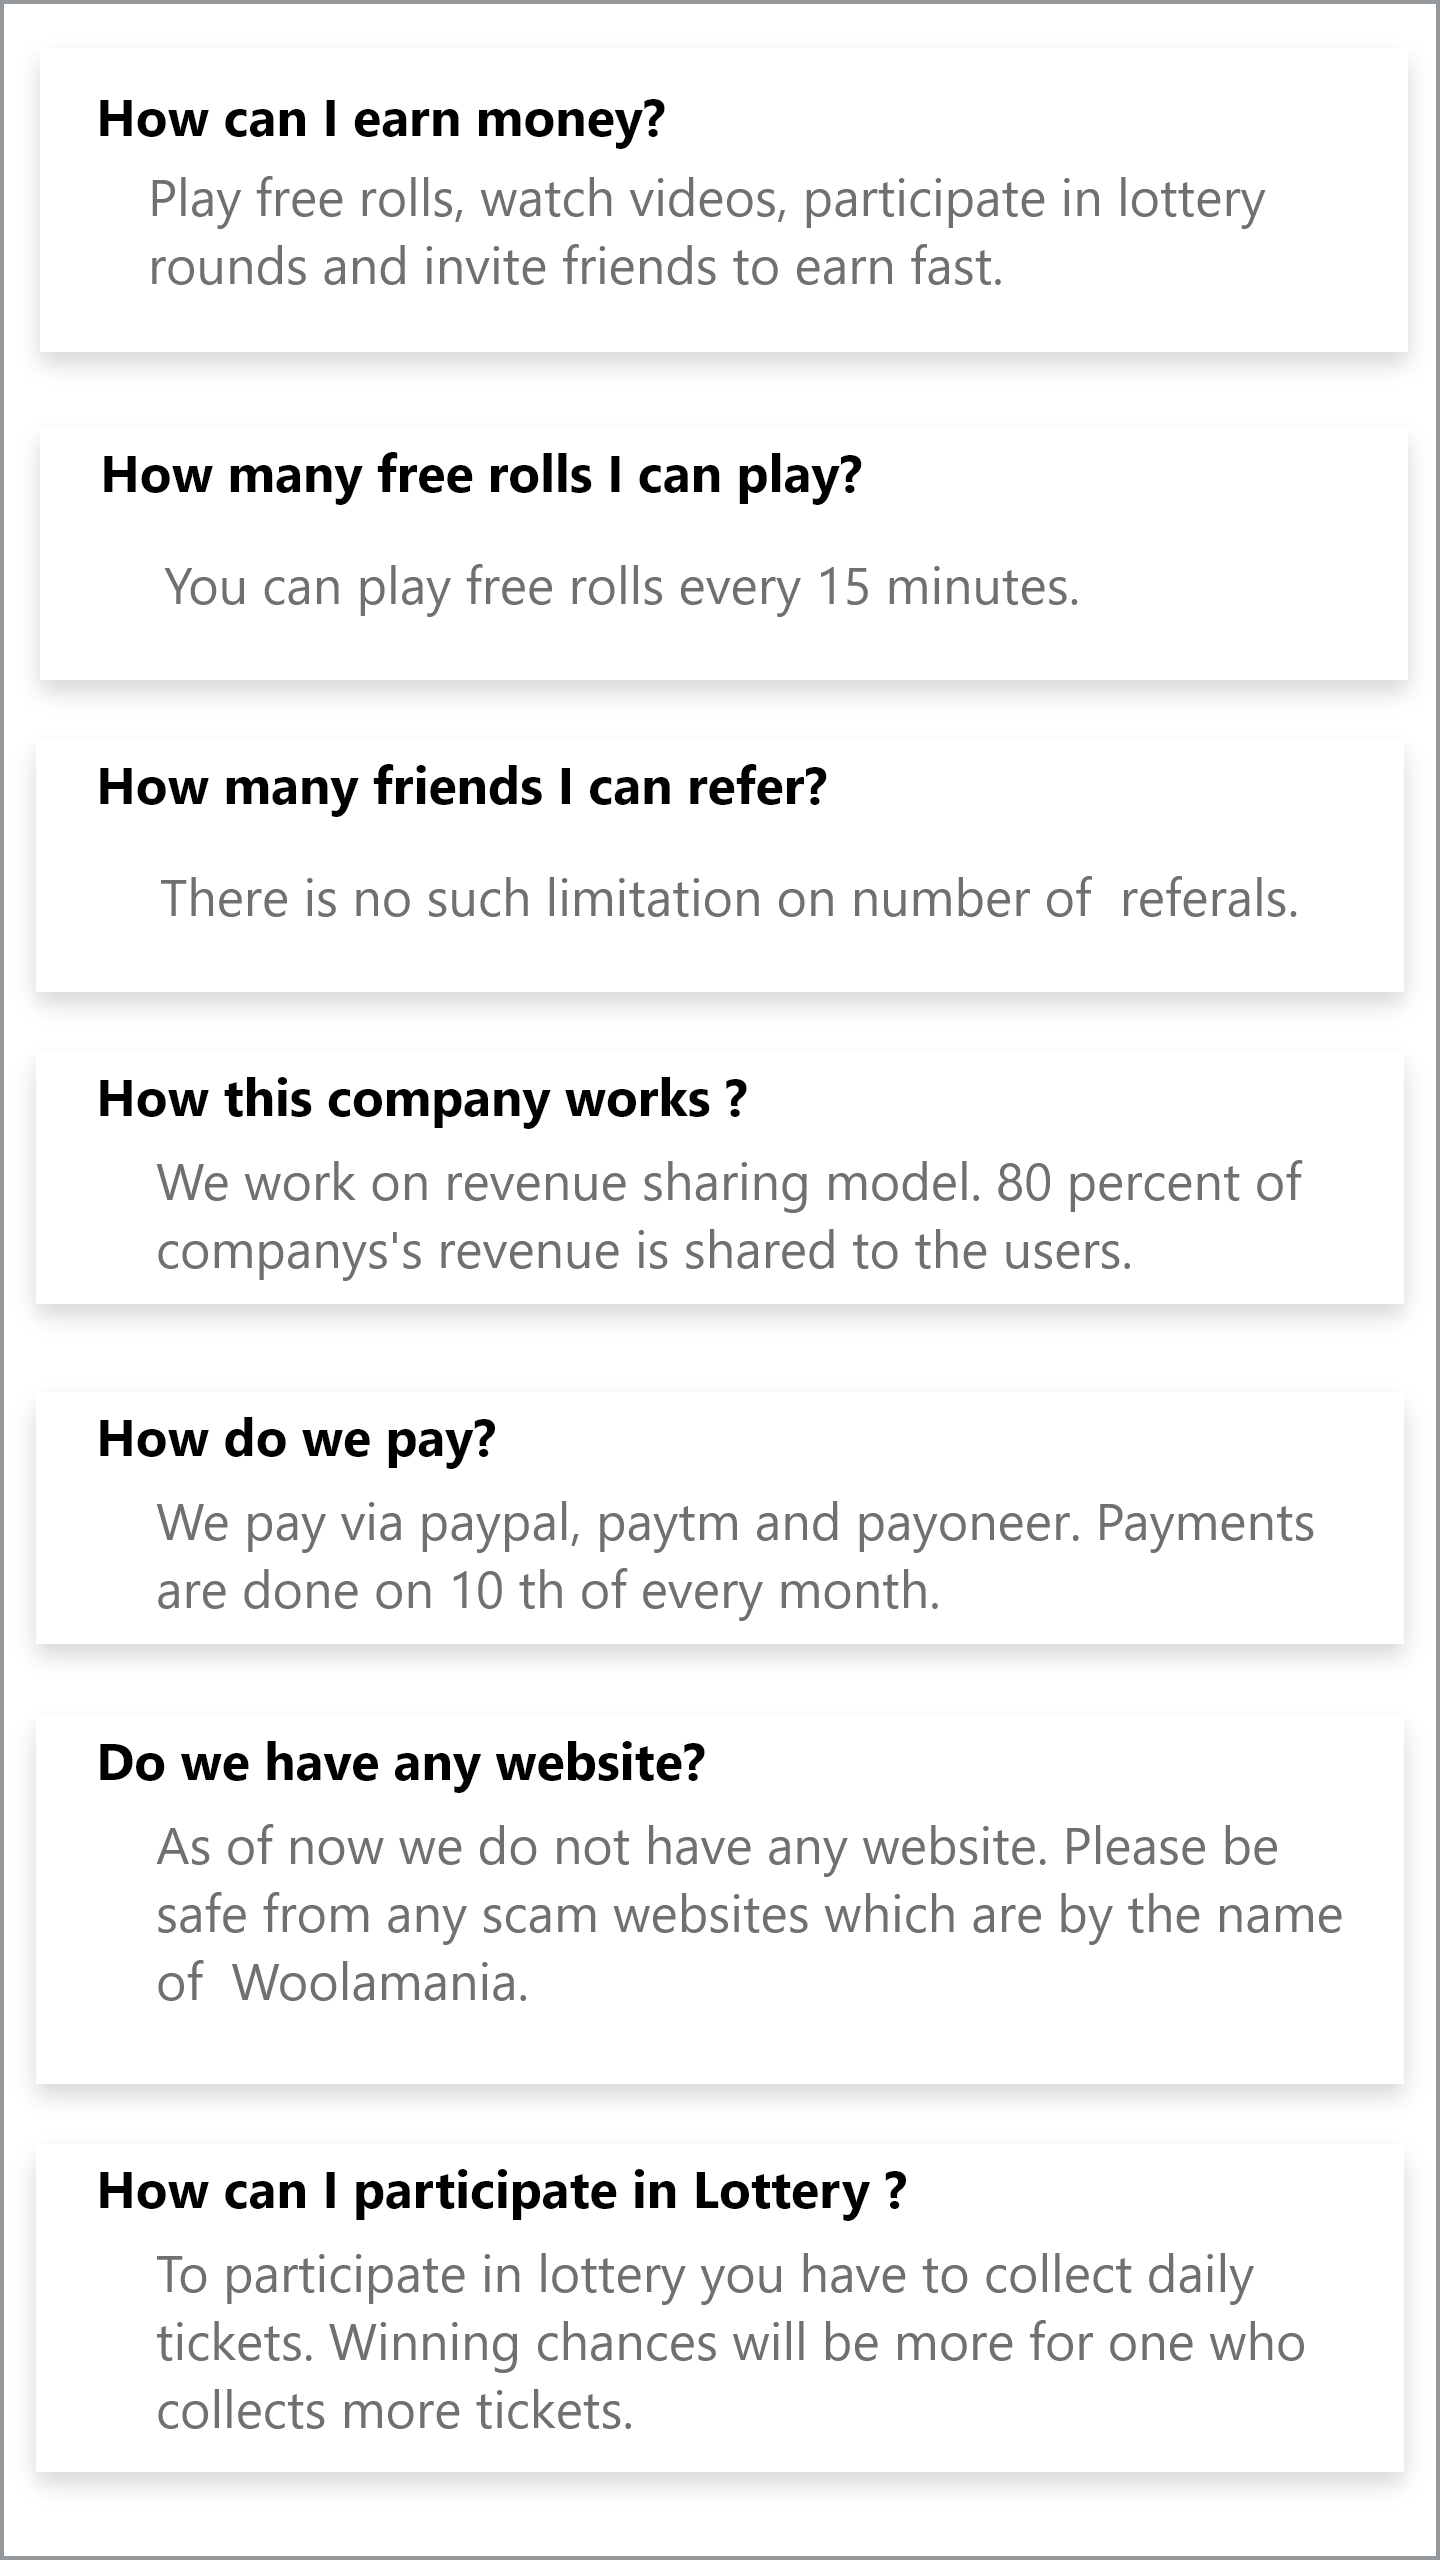 How can I earn money?
Play free rolls, watch videos, participate in lottery
rounds and invite friends to earn fast.
How many free rolls I can play?
You can play free rolls every 15 minutes.
How many friends I can refer?
There is no such limitation on number of  referals.
How this company works ?
We work on revenue sharing model. 80 percent of
companys's revenue is shared to the users.
How do we pay?
We pay via paypal, paytm and payoneer. Payments
are done on 10 th of every month.
Do we have any website?
As of now we do not have any website. Please be
safe from any scam websites which are by the name
of  Woolamania.
How can I participate in Lottery ?
To participate in lottery you have to collect daily
tickets. Winning chances will be more for one who
collects more tickets.